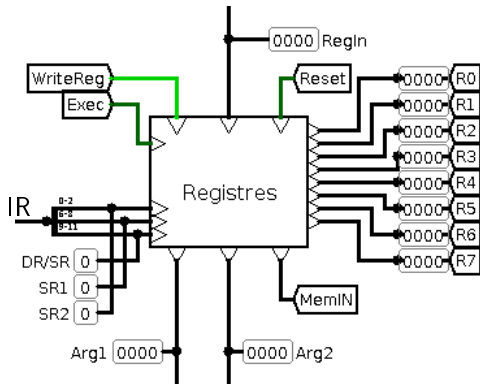 0000 RegIn
WriteReg
Reset
Exec
0000 R0
0000 R1
0000 R2
0000 R3
0000 R4
0000 R5
0000 R6
0000 R7
Registres
IR
0-2
6-8
9-11
DR/SR 0
SR1 0
SR2 0
MemIN
Arg1 0000
0000 Arg2